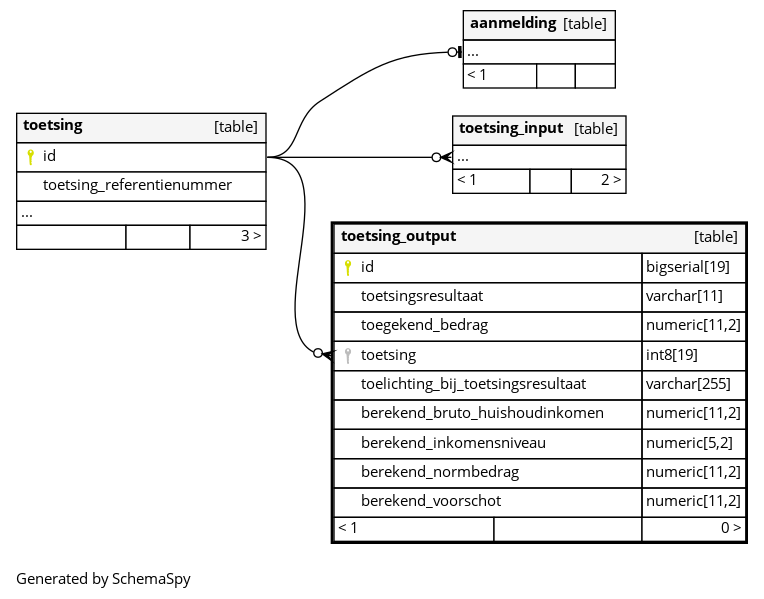 aanmelding [table]
...
< 1
toetsing [table]
id
toetsing_referentienummer
...
3 >
toetsing_input [table]
...
< 1 2 >
toetsing_output [table]
id bigserial[19]
toetsingsresultaat varchar[11]
toegekend_bedrag numeric[11,2]
toetsing int8[19]
toelichting_bij_toetsingsresultaat varchar[255]
berekend_bruto_huishoudinkomen numeric[11,2]
berekend_inkomensniveau numeric[5,2]
berekend_normbedrag numeric[11,2]
berekend_voorschot numeric[11,2]
< 1 0 >
Generated by SchemaSpy